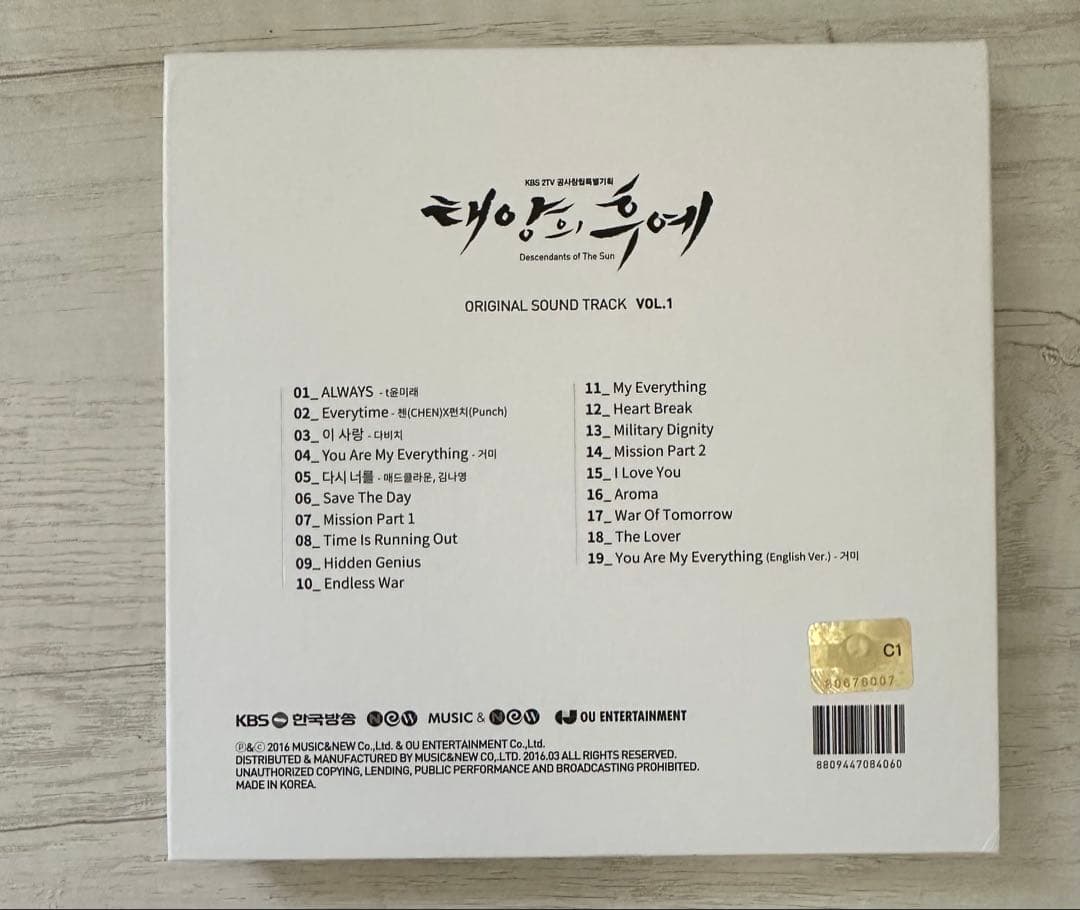 KBS 2TV 공사창립특별기획
태양의 후예
Descendants of The Sun
ORIGINAL SOUND TRACK VOL.1
01_ ALWAYS - t윤미래
02_ Everytime - 첸(CHEN)X펀치(Punch)
03_ 이 사랑 - 다비치
04_ You Are My Everything - 거미
05_ 다시 너를 - 매드클라운, 김나영
06_ Save The Day
07_ Mission Part 1
08_ Time Is Running Out
09_ Hidden Genius
10_ Endless War
11_ My Everything
12_ Heart Break
13_ Military Dignity
14_ Mission Part 2
15_ I Love You
16_ Aroma
17_ War Of Tomorrow
18_ The Lover
19_ You Are My Everything (English Ver.) - 거미
C1
80678007
8809447084060
KBS 한국방송 NEW MUSIC & NEW OU ENTERTAINMENT
Ⓟ&ⓒ 2016 MUSIC&NEW Co.,Ltd. & OU ENTERTAINMENT Co.,Ltd.
DISTRIBUTED & MANUFACTURED BY MUSIC&NEW CO,.LTD. 2016.03 ALL RIGHTS RESERVED.
UNAUTHORIZED COPYING, LENDING, PUBLIC PERFORMANCE AND BROADCASTING PROHIBITED.
MADE IN KOREA.